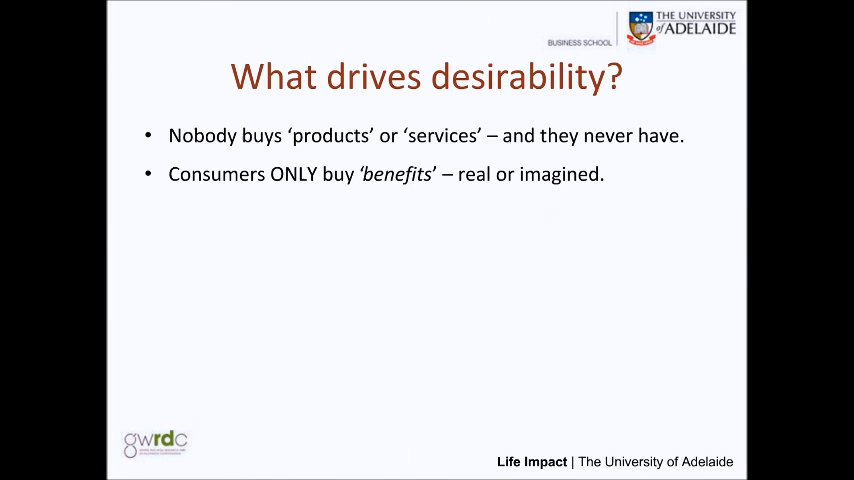 THE UNIVERSITY
of ADELAIDE
BUSINESS SCHOOL
What drives desirability?
• Nobody buys ‘products’ or ‘services’ – and they never have.
• Consumers ONLY buy ‘benefits’ – real or imagined.
gwrdc
Life Impact | The University of Adelaide